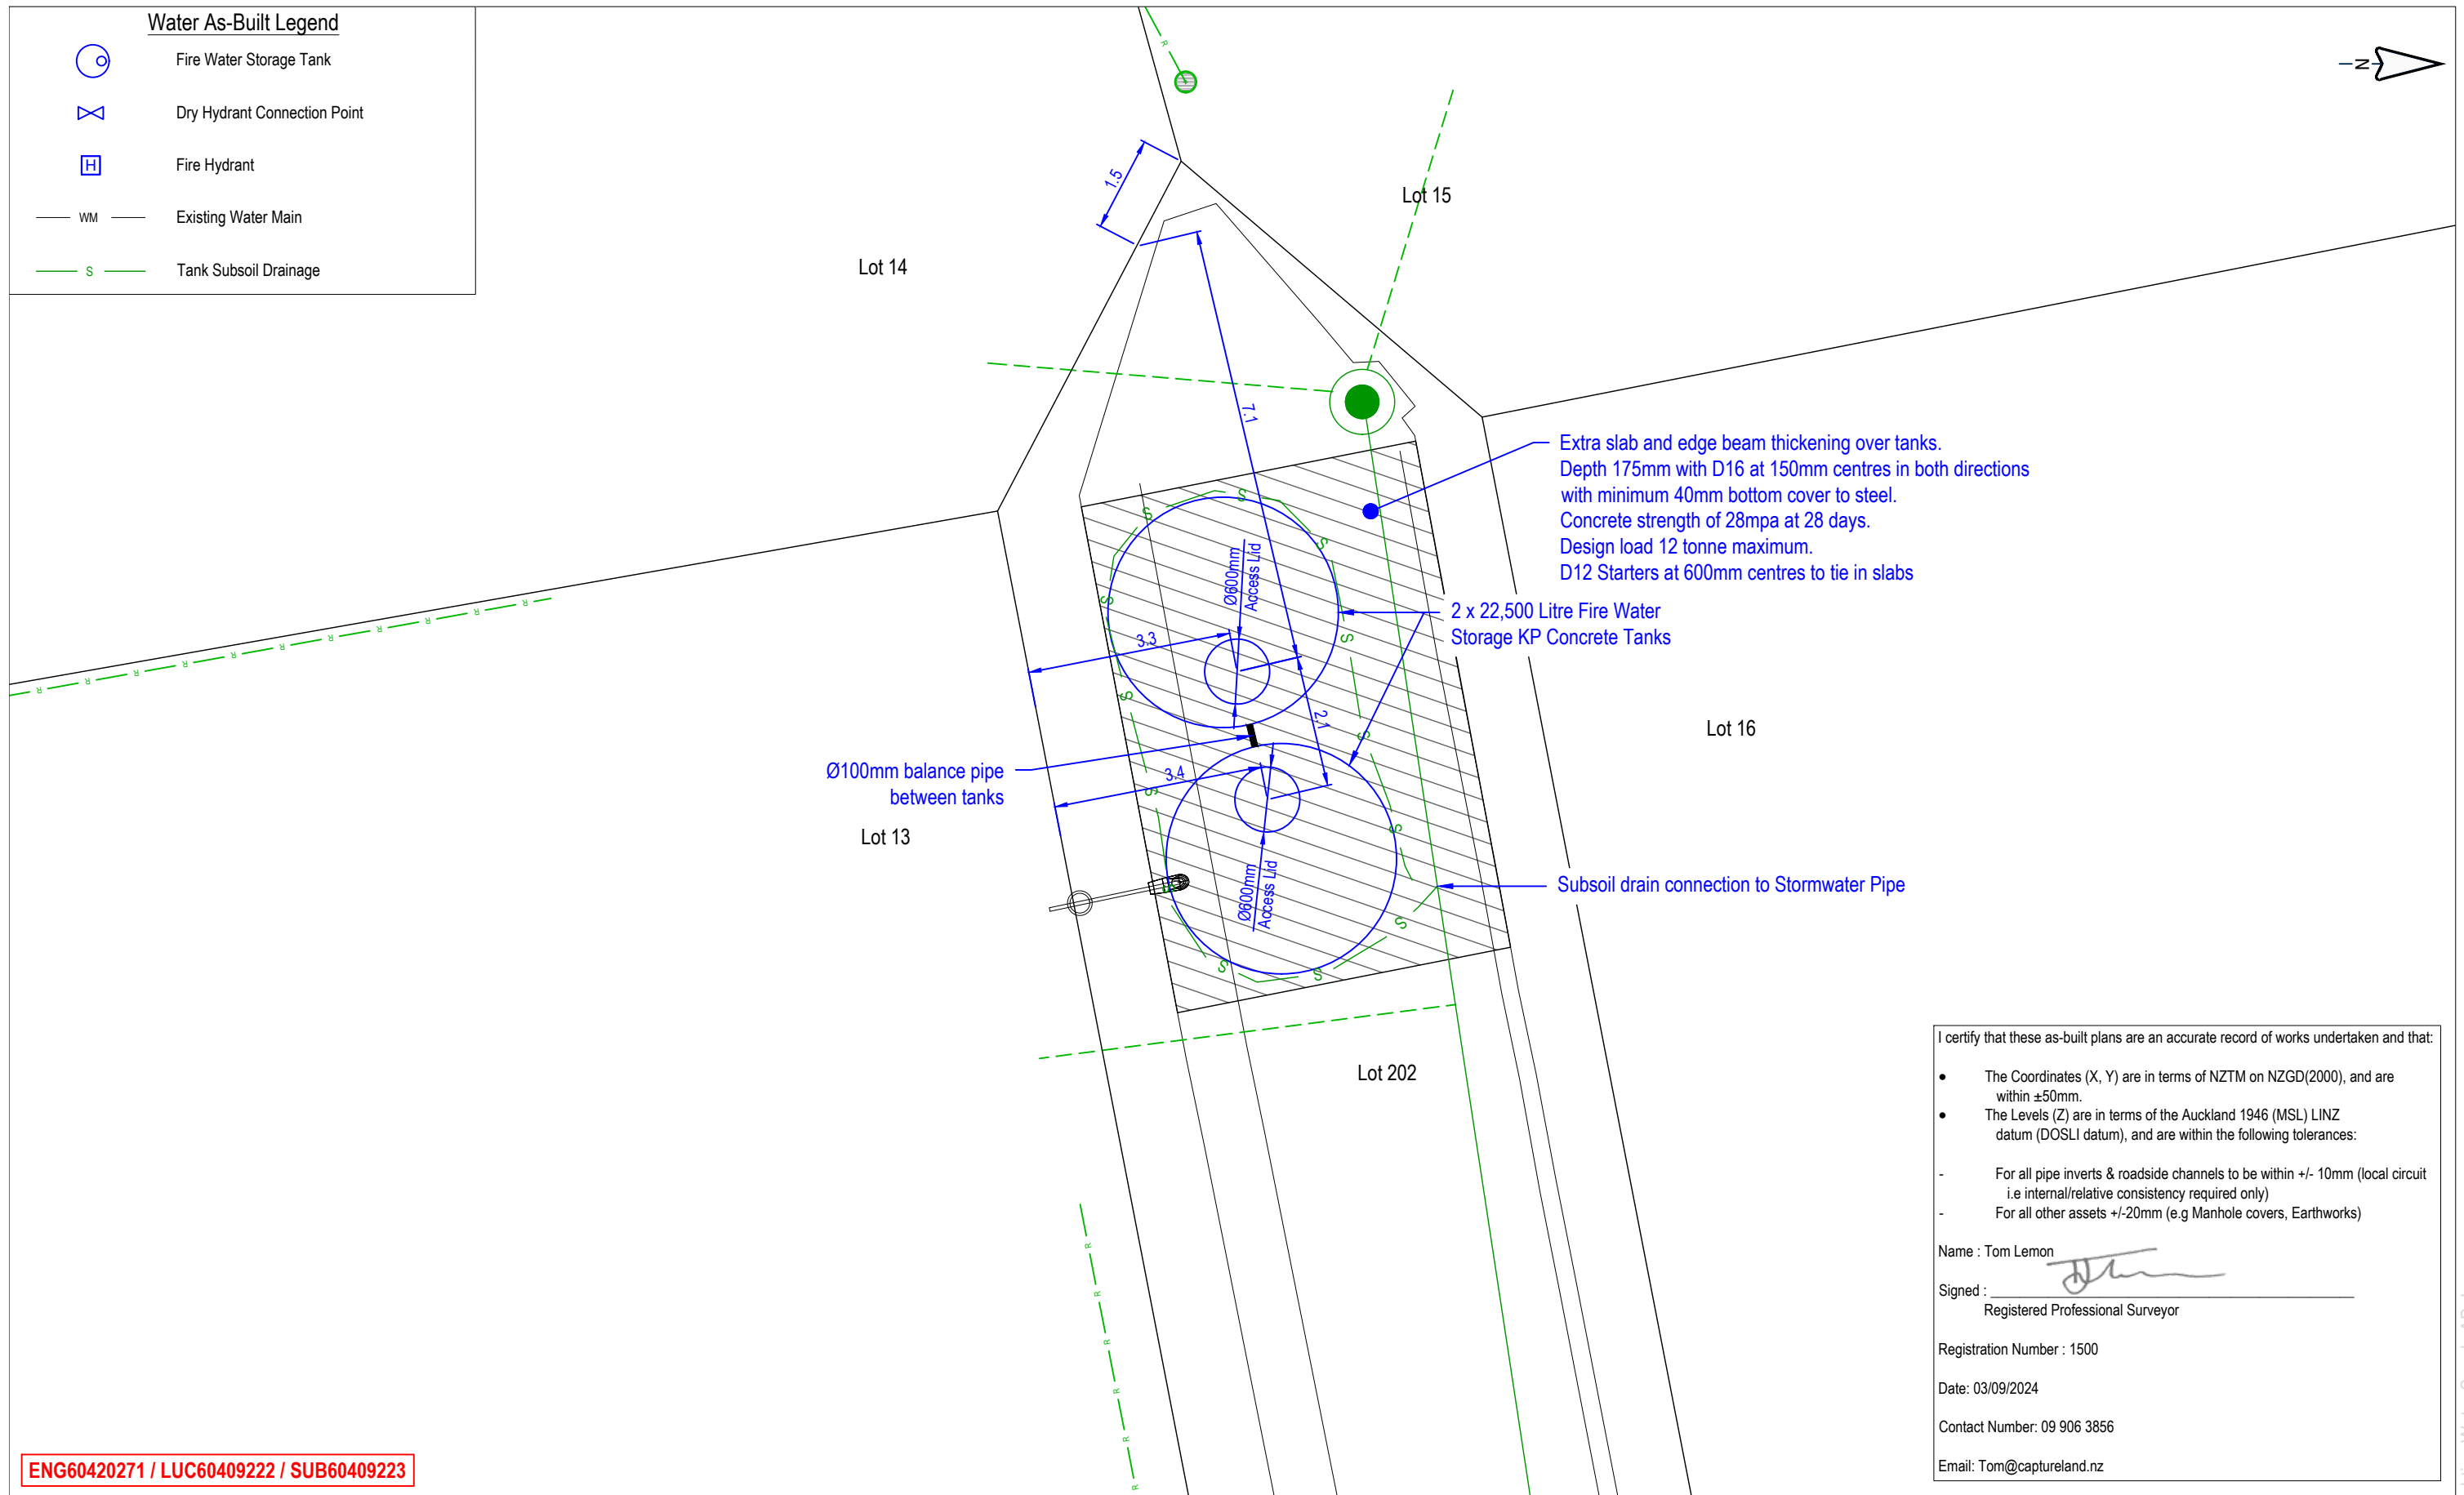 Water As-Built Legend
Fire Water Storage Tank
Dry Hydrant Connection Point
H
Fire Hydrant
WM
Existing Water Main
S
Tank Subsoil Drainage
N
R
1.5
Lot 15
Lot 14
7.1
Extra slab and edge beam thickening over tanks.
Depth 175mm with D16 at 150mm centres in both directions
with minimum 40mm bottom cover to steel.
Concrete strength of 28mpa at 28 days.
Design load 12 tonne maximum.
D12 Starters at 600mm centres to tie in slabs
S
S
S
Ø600mm
Access Lid
S
2 x 22,500 Litre Fire Water
Storage KP Concrete Tanks
3.3
S
R R R R R R R R R R R
S
2.1
S
Lot 16
Ø100mm balance pipe
between tanks
3.4
S
S
Lot 13
Ø600mm
Access Lid
S
Subsoil drain connection to Stormwater Pipe
S
S
S
Lot 202
R
R
R
R
R
R
I certify that these as-built plans are an accurate record of works undertaken and that:
● The Coordinates (X, Y) are in terms of NZTM on NZGD(2000), and are
within ±50mm.
● The Levels (Z) are in terms of the Auckland 1946 (MSL) LINZ
datum (DOSLI datum), and are within the following tolerances:
- For all pipe inverts & roadside channels to be within +/- 10mm (local circuit
i.e internal/relative consistency required only)
- For all other assets +/-20mm (e.g Manhole covers, Earthworks)
Name : Tom Lemon
Signed :
Registered Professional Surveyor
Registration Number : 1500
Date: 03/09/2024
Contact Number: 09 906 3856
Email: Tom@captureland.nz
ENG60420271 / LUC60409222 / SUB60409223